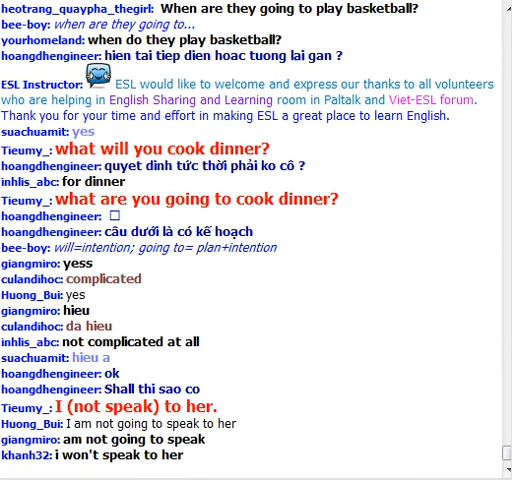 heotrang_quaypha_thegirl: When are they going to play basketball?
bee-boy: when are they going to...
yourhomeland: when do they play basketball?
hoangdhengineer: hien tai tiep dien hoac tuong lai gan ?
ESL Instructor: ESL would like to welcome and express our thanks to all volunteers
who are helping in English Sharing and Learning room in Paltalk and Viet-ESL forum.
Thank you for your time and effort in making ESL a great place to learn English.
suachuamit: yes
Tieumy_: what will you cook dinner?
hoangdhengineer: quyet dinh tức thời phải ko cô ?
inhlis_abc: for dinner
Tieumy_: what are you going to cook dinner?
hoangdhengineer: □
hoangdhengineer: câu dưới là có kế hoạch
bee-boy: will=intention; going to= plan+intention
giangmiro: yess
culandihoc: complicated
Huong_Bui: yes
giangmiro: hieu
culandihoc: da hieu
inhlis_abc: not complicated at all
suachuamit: hieu a
hoangdhengineer: ok
hoangdhengineer: Shall thi sao co
Tieumy_: I (not speak) to her.
Huong_Bui: I am not going to speak to her
giangmiro: am not going to speak
khanh32: i won't speak to her